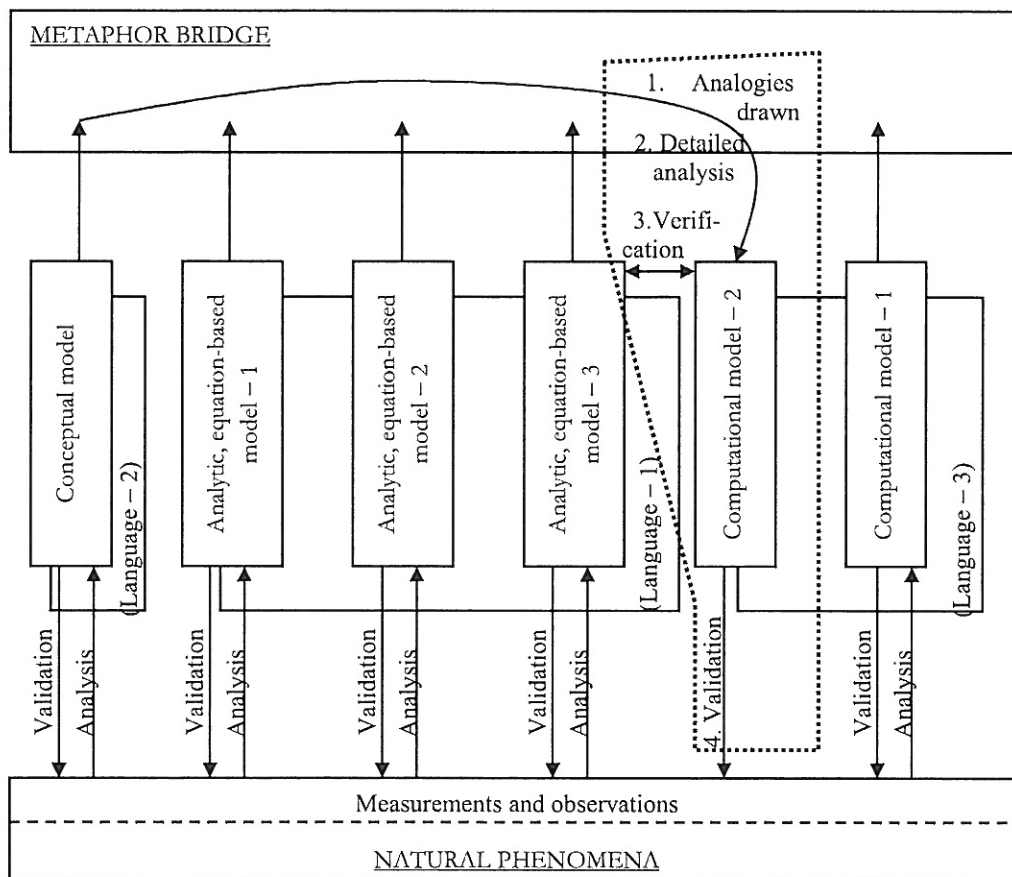 METAPHOR BRIDGE
1. Analogies
drawn
2. Detailed
analysis
3.Verifi-
cation
Conceptual model
(Language – 2)
Analytic, equation-based
model – 1
Analytic, equation-based
model – 2
Analytic, equation-based
model – 3
(Language – 1)
Computational model – 2
Computational model – 1
(Language – 3)
Validation
Analysis
Validation
Analysis
Validation
Analysis
Validation
Analysis
4. Validation
Validation
Analysis
Measurements and observations
NATURAL PHENOMENA